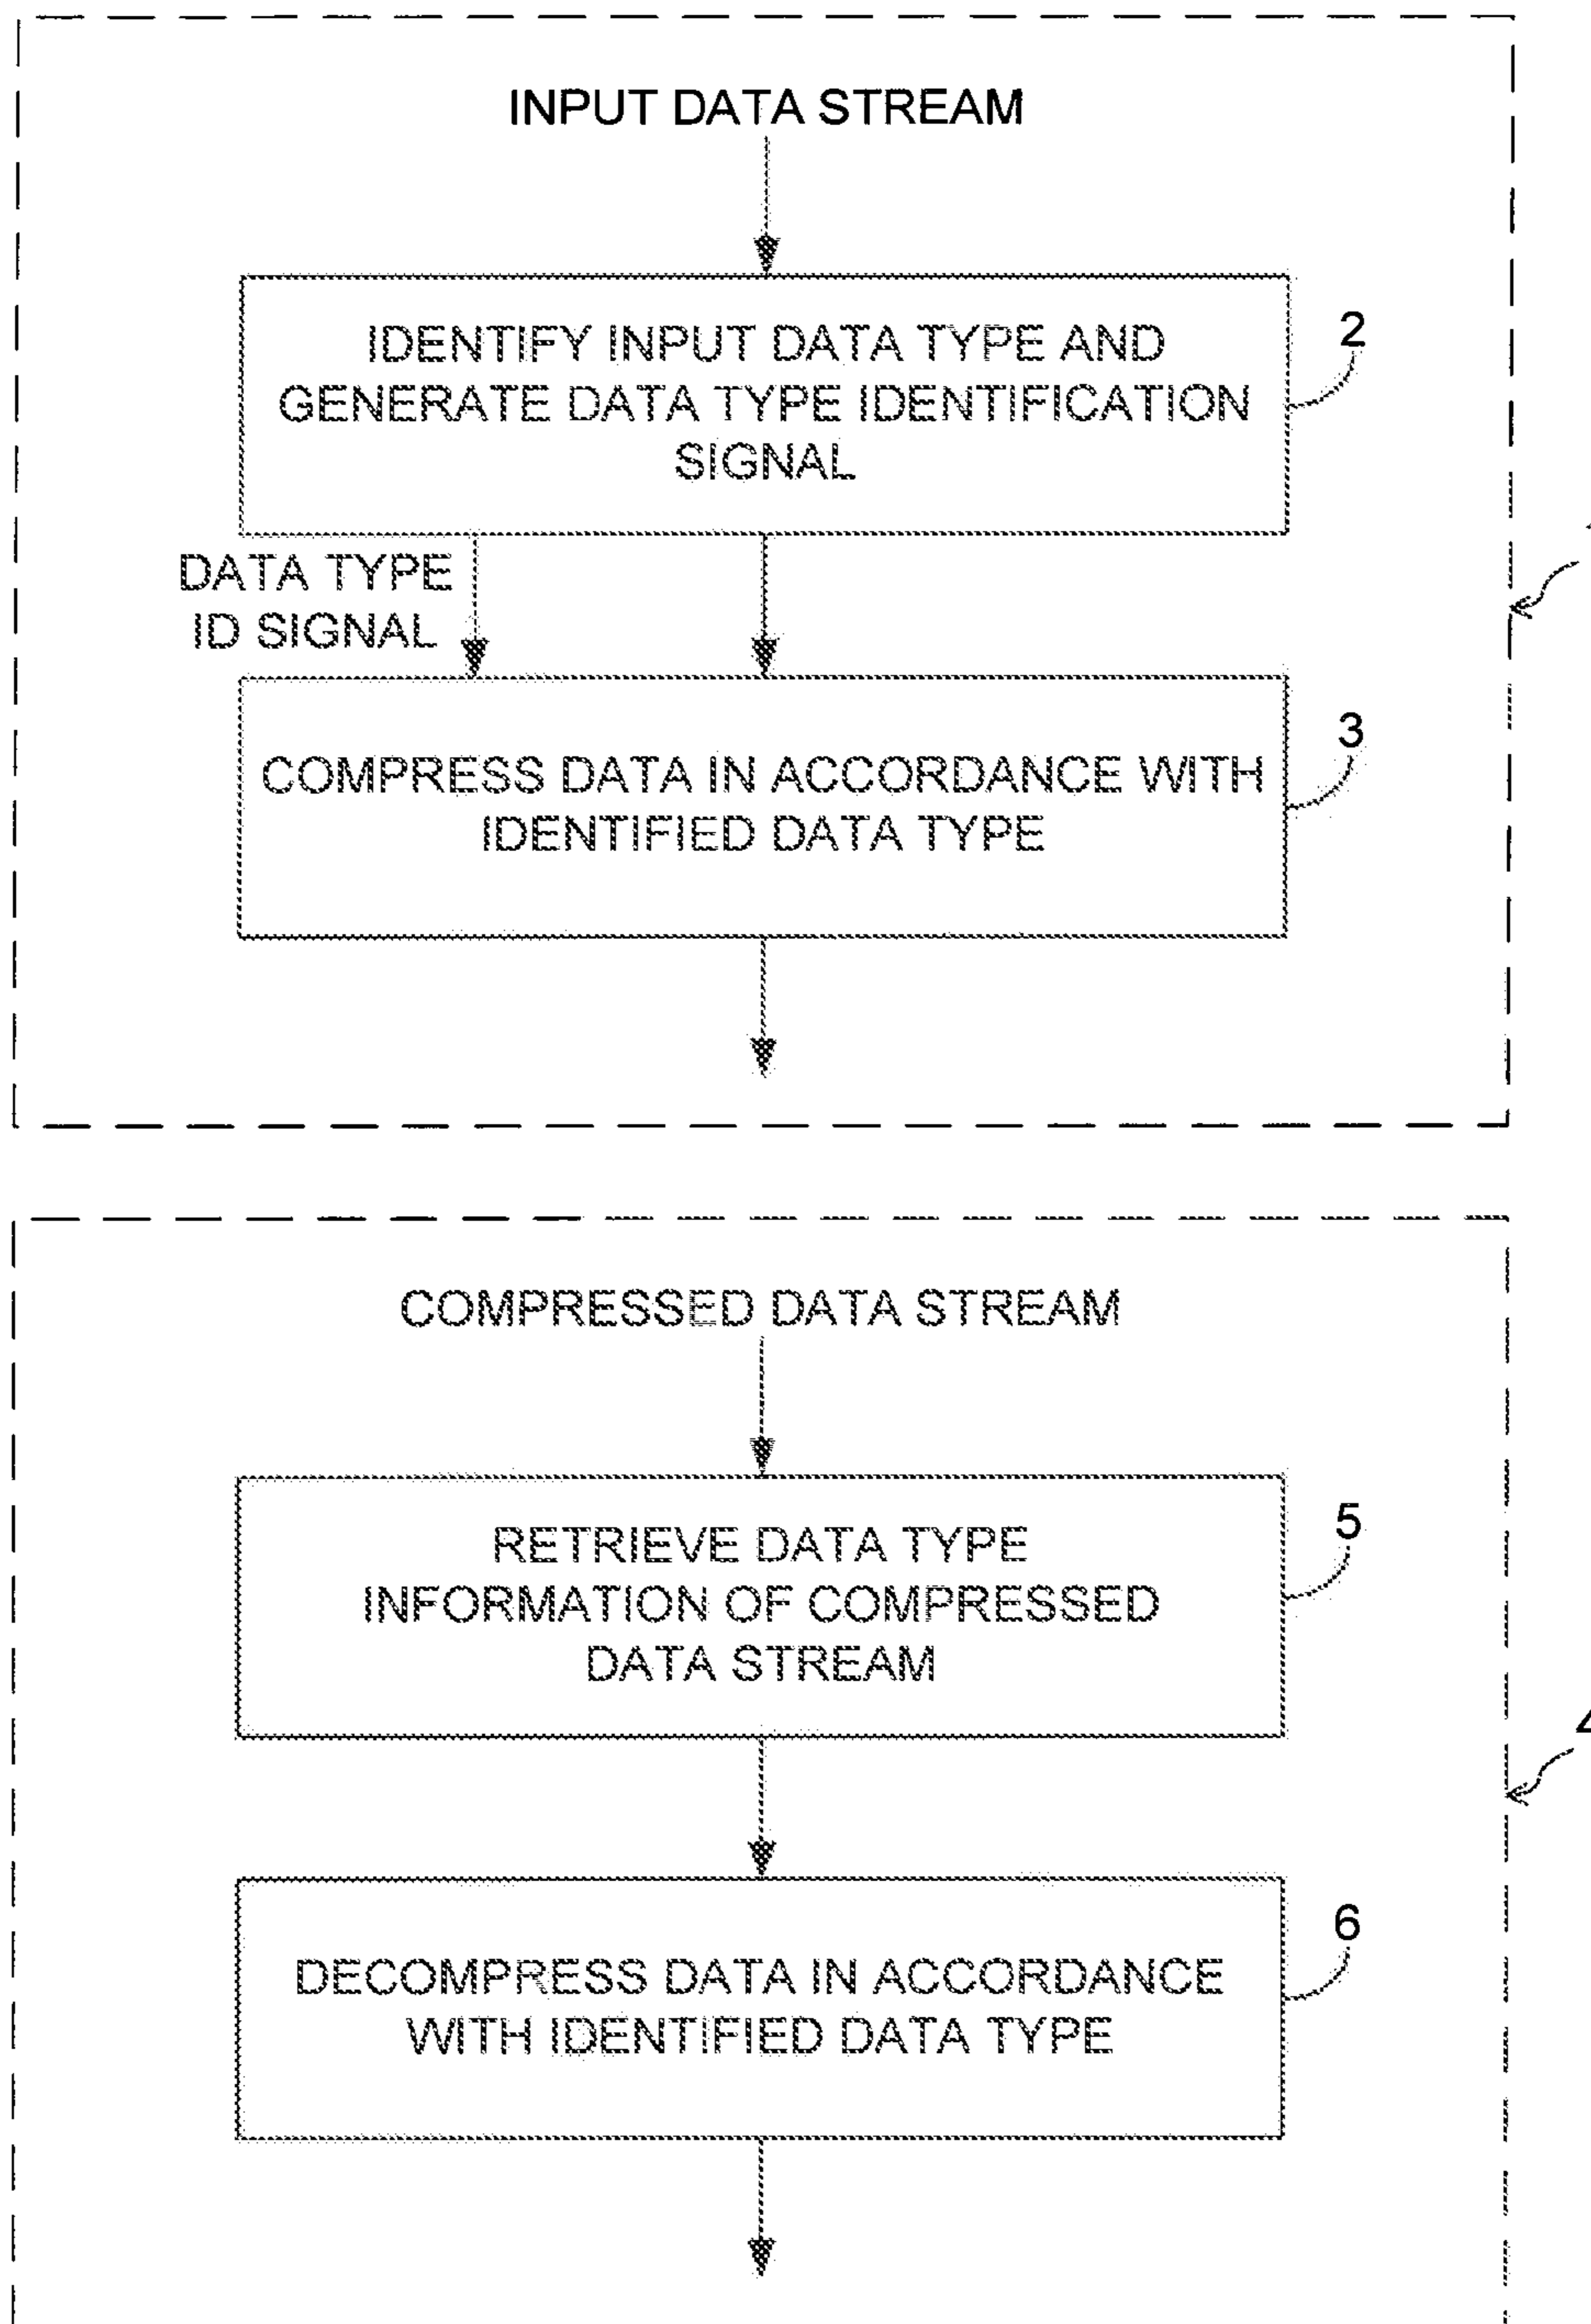 INPUT DATA STREAM
IDENTIFY INPUT DATA TYPE AND
GENERATE DATA TYPE IDENTIFICATION
SIGNAL
2
DATA TYPE
ID SIGNAL
COMPRESS DATA IN ACCORDANCE WITH
IDENTIFIED DATA TYPE
3
COMPRESSED DATA STREAM
RETRIEVE DATA TYPE
INFORMATION OF COMPRESSED
DATA STREAM
5
4
DECOMPRESS DATA IN ACCORDANCE
WITH IDENTIFIED DATA TYPE
6